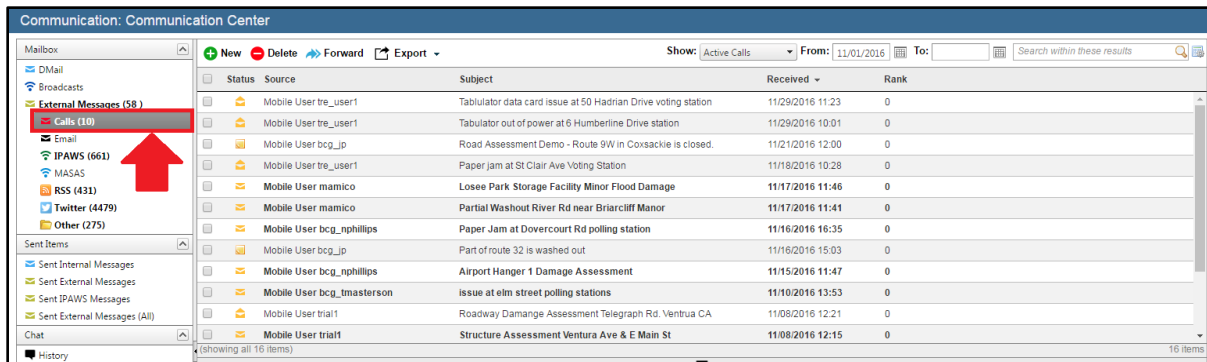 Communication: Communication Center
Mailbox
DMail
Broadcasts
External Messages (58 )
Calls (10)
Email
IPAWS (661)
MASAS
RSS (431)
Twitter (4479)
Other (275)
Sent Items
Sent Internal Messages
Sent External Messages
Sent IPAWS Messages
Sent External Messages (All)
Chat
History
New Delete Forward Export Show: Active Calls From: 11/01/2016 To: Search within these results
Status Source Subject Received Rank
Mobile User tre_user1 Tablulator data card issue at 50 Hadrian Drive voting station 11/29/2016 11:23 0
Mobile User tre_user1 Tabulator out of power at 6 Humberline Drive station 11/29/2016 10:01 0
Mobile User bcg_jp Road Assessment Demo - Route 9W in Coxsackie is closed. 11/21/2016 12:00 0
Mobile User tre_user1 Paper jam at St Clair Ave Voting Station 11/18/2016 10:28 0
Mobile User mamico Losee Park Storage Facility Minor Flood Damage 11/17/2016 11:46 0
Mobile User mamico Partial Washout River Rd near Briarcliff Manor 11/17/2016 11:41 0
Mobile User bcg_nphillips Paper Jam at Dovercourt Rd polling station 11/16/2016 16:35 0
Mobile User bcg_jp Part of route 32 is washed out 11/16/2016 15:03 0
Mobile User bcg_nphillips Airport Hanger 1 Damage Assessment 11/15/2016 11:47 0
Mobile User bcg_tmasterson issue at elm street polling stations 11/10/2016 13:53 0
Mobile User trial1 Roadway Damange Assessment Telegraph Rd. Ventrua CA 11/08/2016 12:21 0
Mobile User trial1 Structure Assessment Ventura Ave & E Main St 11/08/2016 12:15 0
(showing all 16 items) 16 items